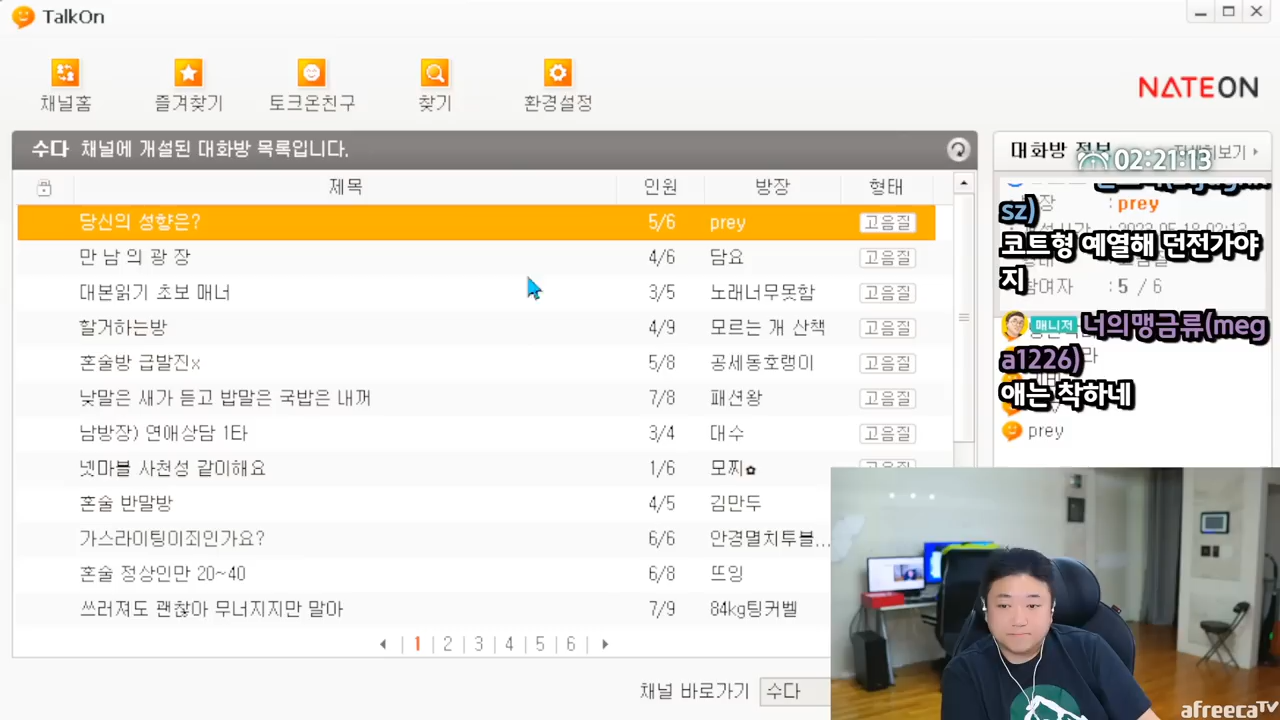 TalkOn
채널홈 즐겨찾기 토크온친구 찾기 환경설정
NATEON
수다 채널에 개설된 대화방 목록입니다.
제목 인원 방장 형태
당신의 성향은? 5/6 prey 고음질
만 남 의 광 장 4/6 담요 고음질
대본읽기 초보 매너 3/5 노래너무못함 고음질
할거하는방 4/9 모르는 개 산책 고음질
혼술방 급발진x 5/8 공세동호랭이 고음질
낮말은 새가 듣고 밥말은 국밥은 내꺼 7/8 패션왕 고음질
남방장) 연애상담 1타 3/4 대수 고음질
넷마블 사천성 같이해요 1/6 모찌✿ 고음질
혼술 반말방 4/5 김만두
가스라이팅이죄인가요? 6/6 안경멸치투블...
혼술 정상인만 20~40 6/8 뜨잉
쓰러져도 괜찮아 무너지지만 말아 7/9 84kg팅커벨
1 2 3 4 5 6
채널 바로가기 수다
대화방 정보
02:21:13
sz)
: prey
코트형 예열해 던전가야
지
: 5 / 6
매니저 너의맹금류(meg
a1226)
얘는 착하네
prey
afreecaTV